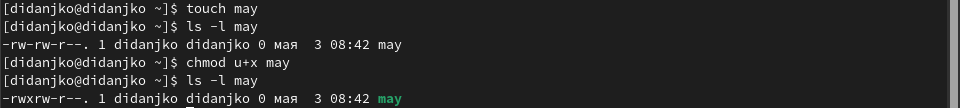 [didanjko@didanjko ~]$ touch may
[didanjko@didanjko ~]$ ls -l may
-rw-rw-r--. 1 didanjko didanjko 0 мая  3 08:42 may
[didanjko@didanjko ~]$ chmod u+x may
[didanjko@didanjko ~]$ ls -l may
-rwxrw-r--. 1 didanjko didanjko 0 мая  3 08:42 may